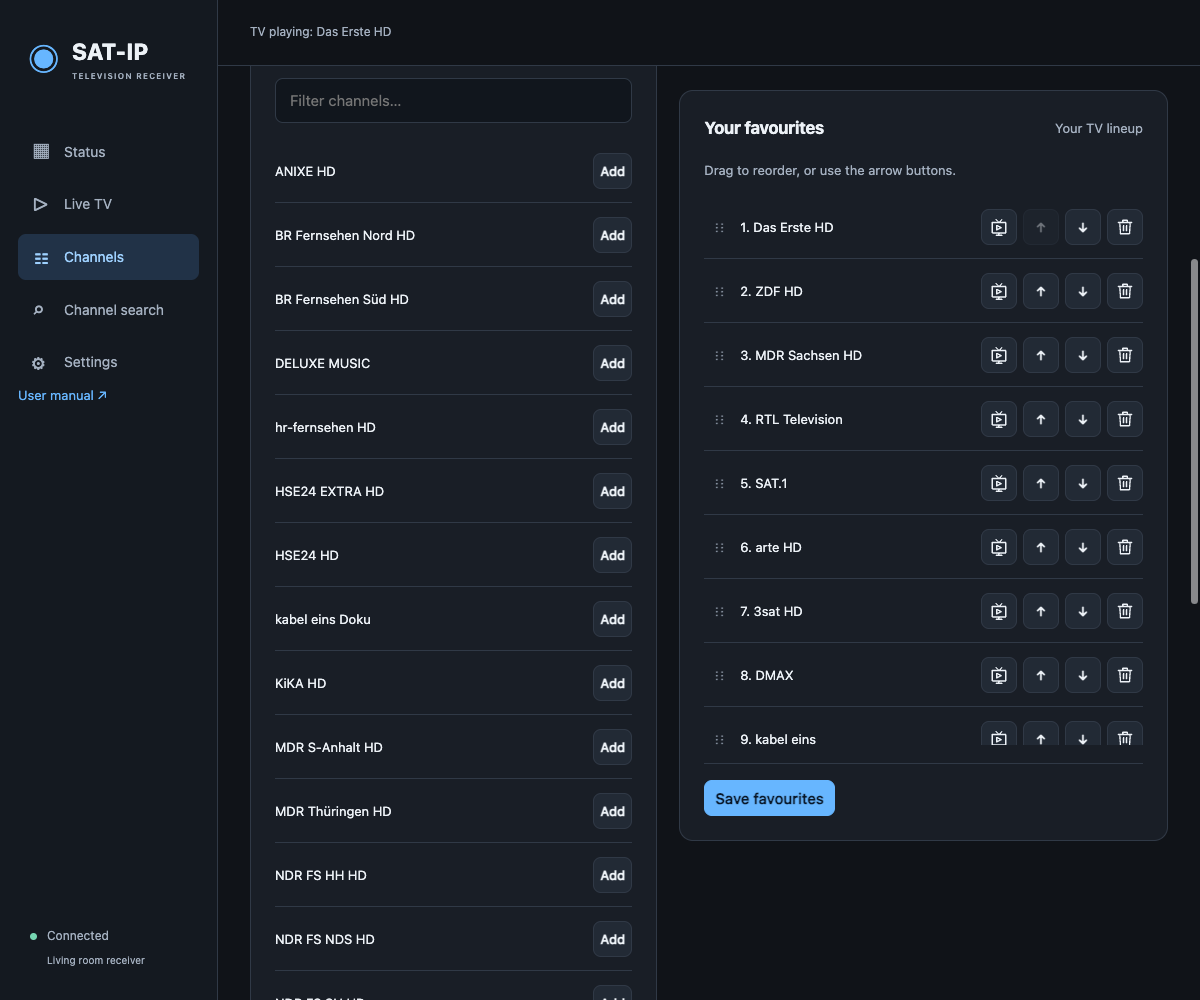 SAT-IP
TELEVISION RECEIVER
Status
Live TV
Channels
Channel search
Settings
User manual ↗
Connected
Living room receiver
TV playing: Das Erste HD
Filter channels...
ANIXE HD Add
BR Fernsehen Nord HD Add
BR Fernsehen Süd HD Add
DELUXE MUSIC Add
hr-fernsehen HD Add
HSE24 EXTRA HD Add
HSE24 HD Add
kabel eins Doku Add
KiKA HD Add
MDR S-Anhalt HD Add
MDR Thüringen HD Add
NDR FS HH HD Add
NDR FS NDS HD Add
Your favourites Your TV lineup
Drag to reorder, or use the arrow buttons.
1. Das Erste HD
2. ZDF HD
3. MDR Sachsen HD
4. RTL Television
5. SAT.1
6. arte HD
7. 3sat HD
8. DMAX
9. kabel eins
Save favourites